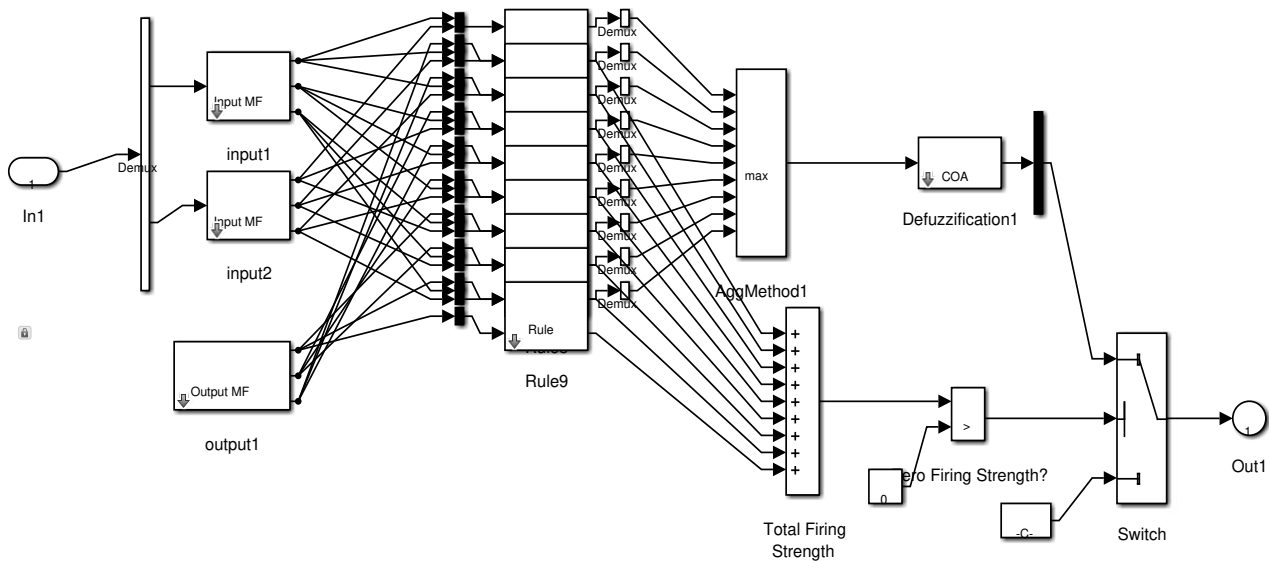 1
In1
Demux
Input MF
input1
Input MF
input2
Output MF
output1
Rule
Rule9
Demux
Demux
Demux
Demux
Demux
Demux
Demux
Demux
Demux
max
AggMethod1
COA
Defuzzification1
+
+
+
+
+
+
+
+
+
Total Firing
Strength
>
ero Firing Strength?
0
-C-
Switch
1
Out1